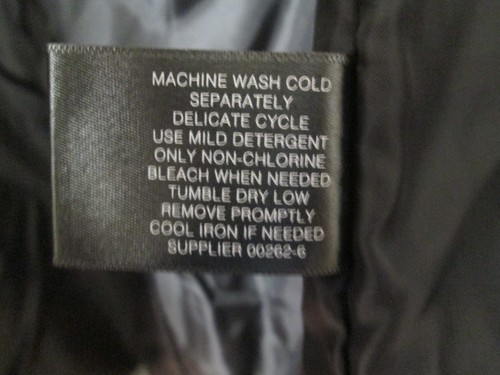 MACHINE WASH COLD
SEPARATELY
DELICATE CYCLE
USE MILD DETERGENT
ONLY NON-CHLORINE
BLEACH WHEN NEEDED
TUMBLE DRY LOW
REMOVE PROMPTLY
COOL IRON IF NEEDED
SUPPLIER 00262-6